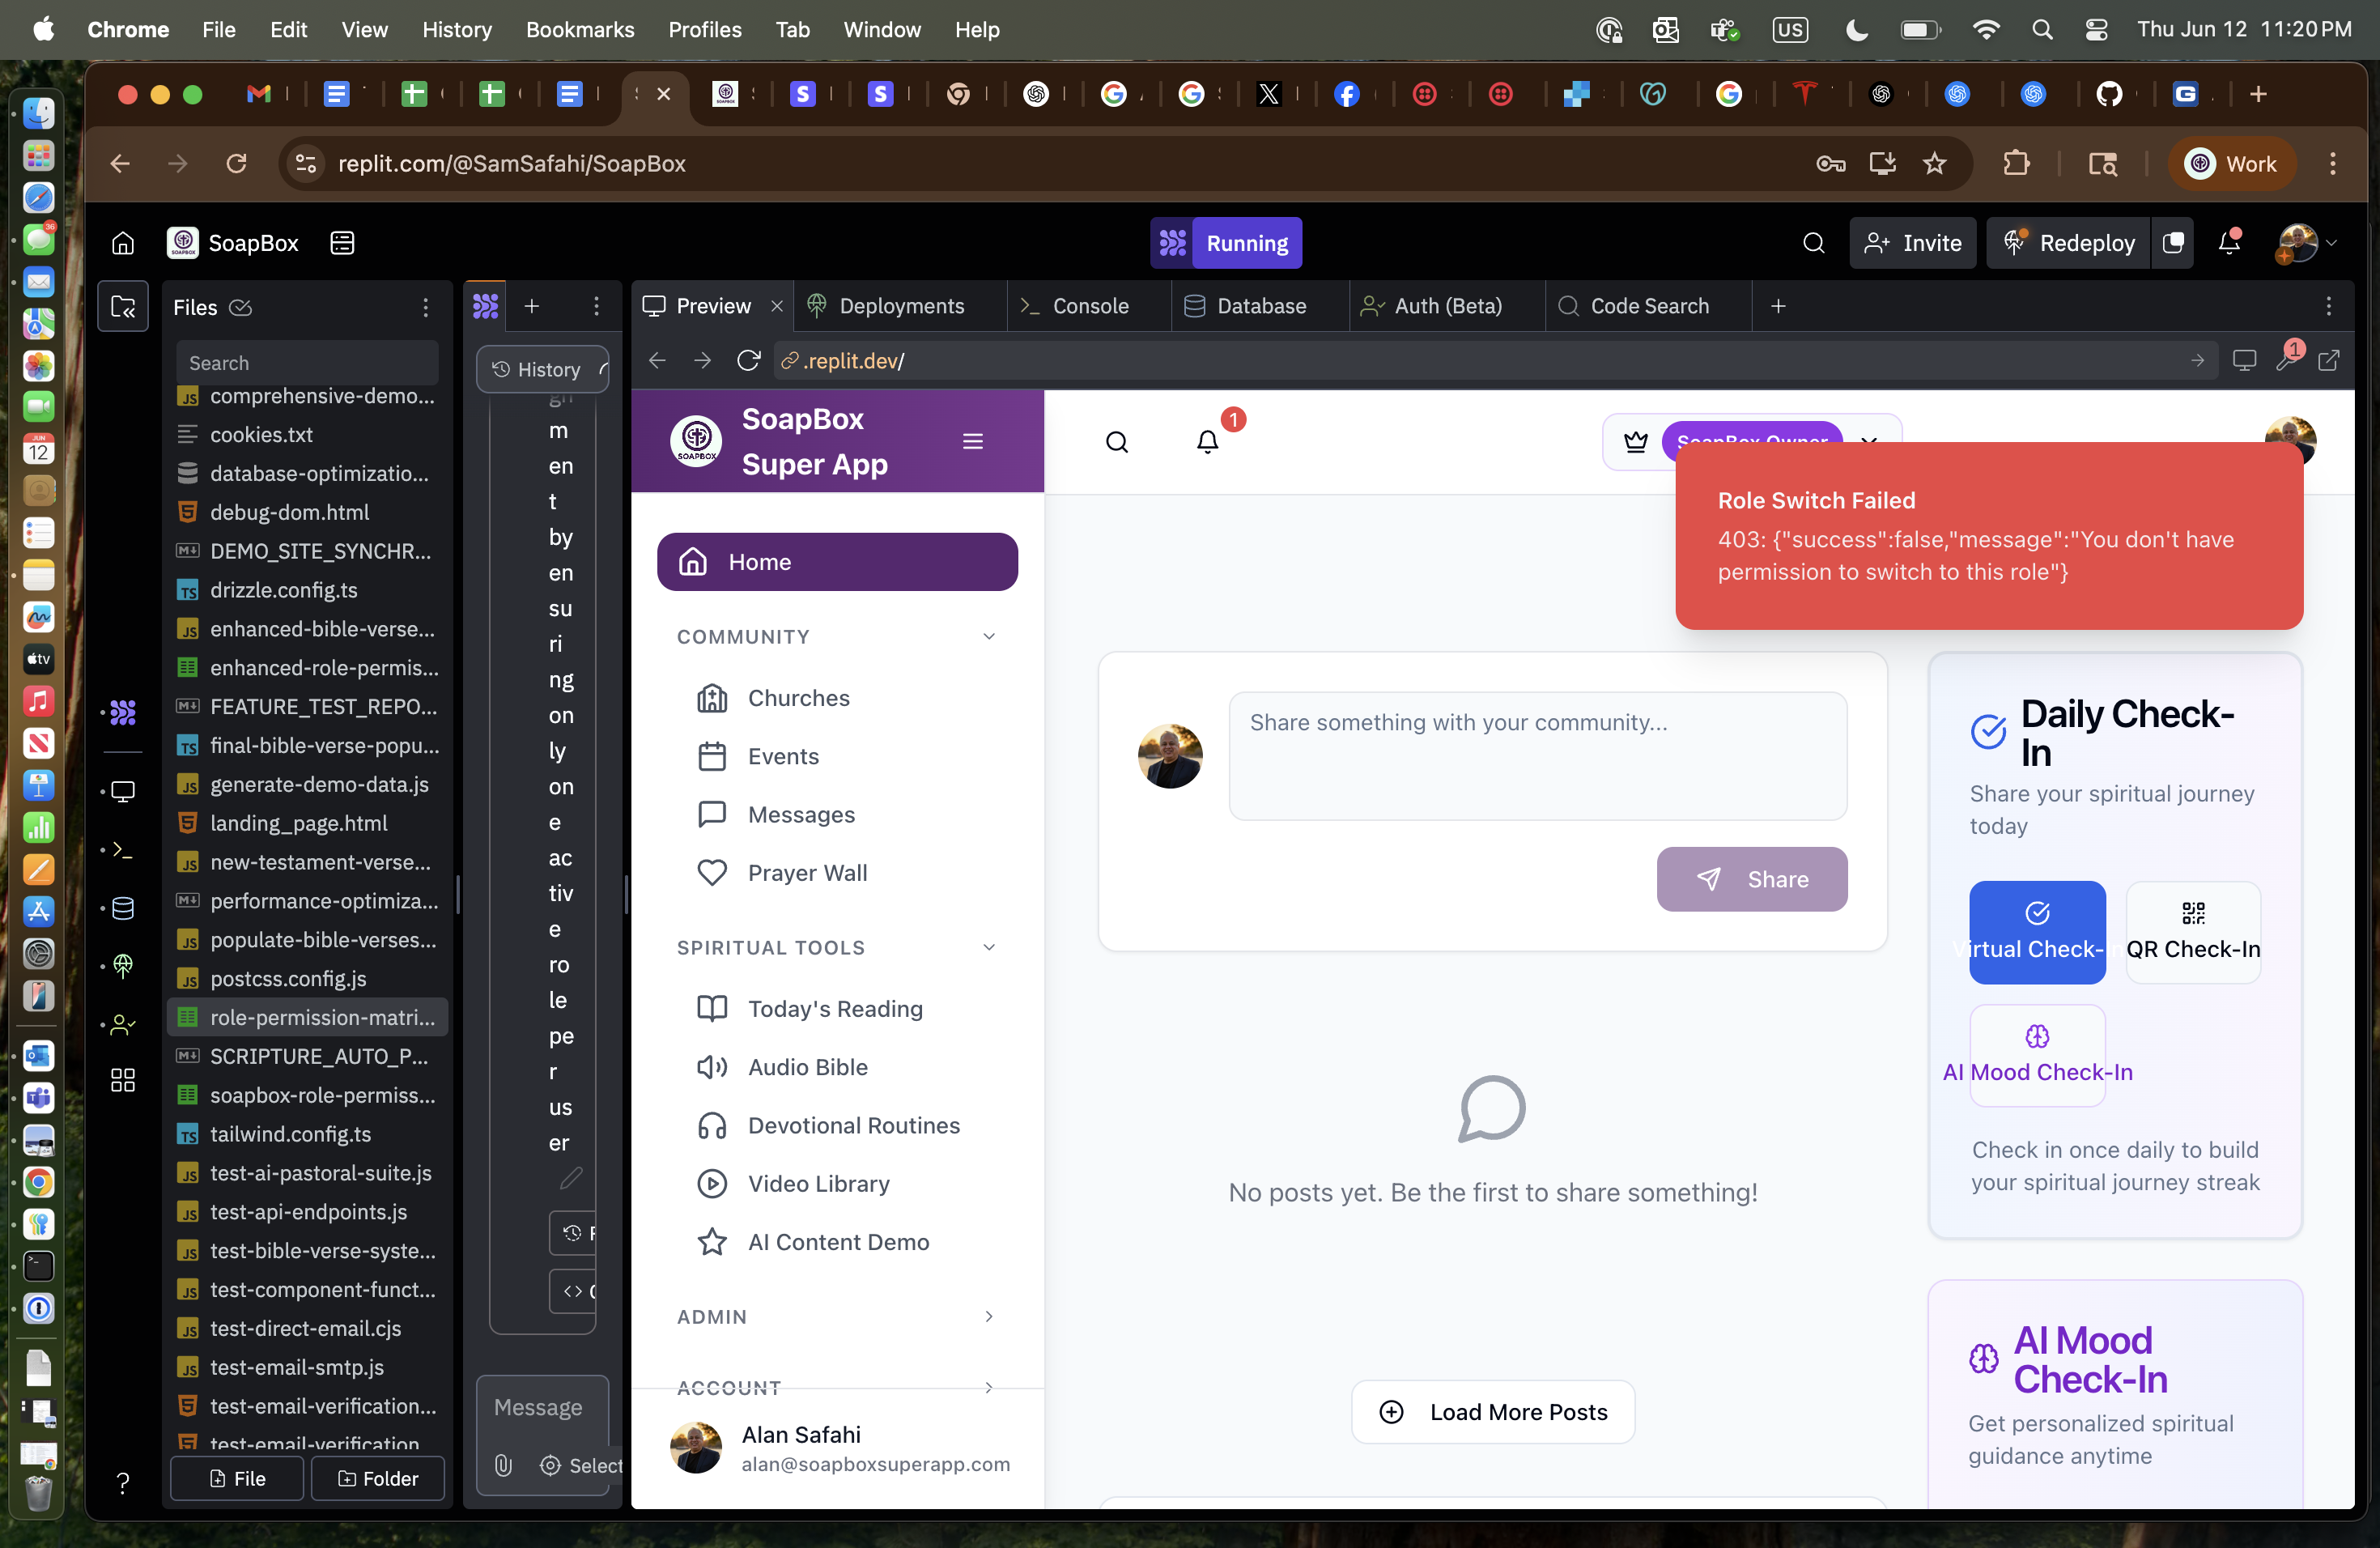 Chrome File Edit View History Bookmarks Profiles Tab Window Help
US
Thu Jun 12 11:20 PM
replit.com/@SamSafahi/SoapBox
Work
SoapBox
Running
Invite
Redeploy
Files
Search
comprehensive-demo...
cookies.txt
database-optimizatio...
debug-dom.html
DEMO_SITE_SYNCHR...
drizzle.config.ts
enhanced-bible-verse...
enhanced-role-permis...
FEATURE_TEST_REPO...
final-bible-verse-popu...
generate-demo-data.js
landing_page.html
new-testament-verse...
performance-optimiza...
populate-bible-verses...
postcss.config.js
role-permission-matri...
SCRIPTURE_AUTO_P...
soapbox-role-permiss...
tailwind.config.ts
test-ai-pastoral-suite.js
test-api-endpoints.js
test-bible-verse-syste...
test-component-funct...
test-direct-email.cjs
test-email-smtp.js
test-email-verification...
test-email-verification
File
Folder
History
m
en
t
by
en
su
ri
ng
on
ly
on
e
ac
tiv
e
ro
le
pe
r
us
er
Message
Select
Preview
Deployments
Console
Database
Auth (Beta)
Code Search
.replit.dev/
1
SoapBox
Super App
1
SoapBox Owner
Role Switch Failed
403: {"success":false,"message":"You don't have
permission to switch to this role"}
Home
COMMUNITY
Churches
Events
Messages
Prayer Wall
SPIRITUAL TOOLS
Today's Reading
Audio Bible
Devotional Routines
Video Library
AI Content Demo
ADMIN
ACCOUNT
Alan Safahi
alan@soapboxsuperapp.com
Share something with your community...
Share
No posts yet. Be the first to share something!
Load More Posts
Daily Check-
In
Share your spiritual journey
today
Virtual Check-
QR Check-In
AI Mood Check-In
Check in once daily to build
your spiritual journey streak
AI Mood
Check-In
Get personalized spiritual
guidance anytime